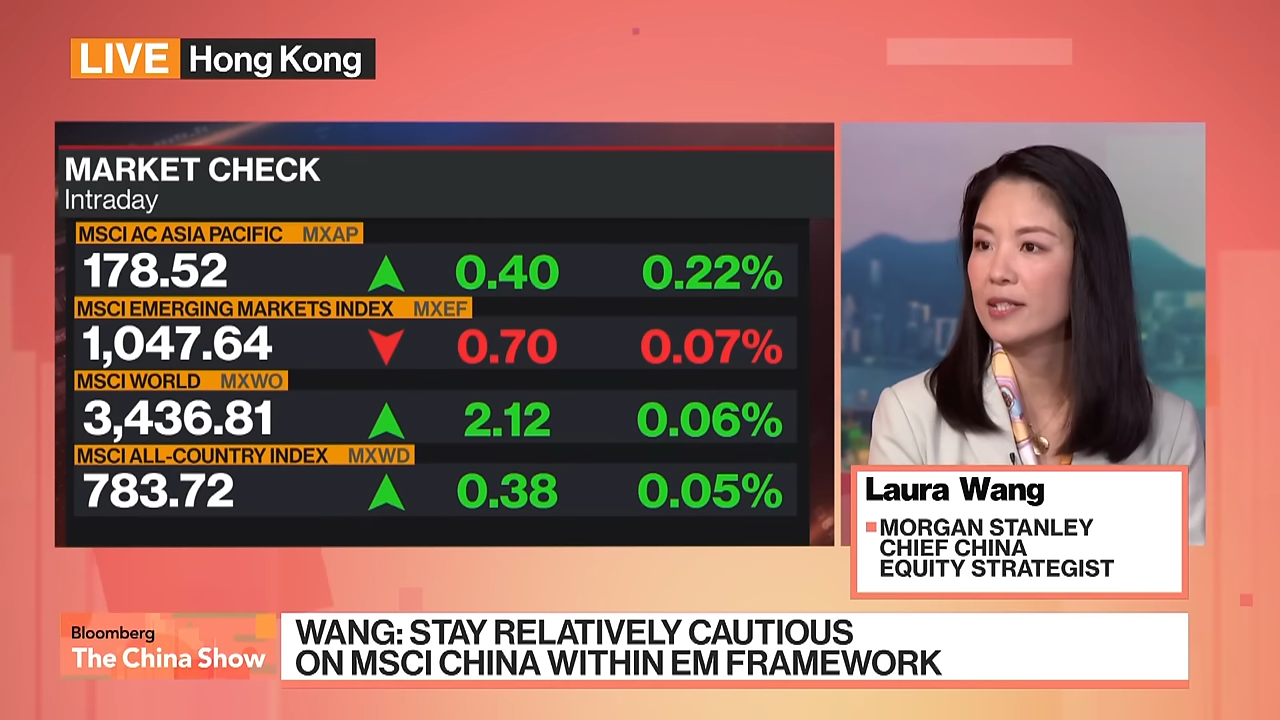 LIVE Hong Kong
MARKET CHECK
Intraday
MSCI AC ASIA PACIFIC MXAP
178.52 ▲ 0.40 0.22%
MSCI EMERGING MARKETS INDEX MXEF
1,047.64 ▼ 0.70 0.07%
MSCI WORLD MXWO
3,436.81 ▲ 2.12 0.06%
MSCI ALL-COUNTRY INDEX MXWD
783.72 ▲ 0.38 0.05%
Laura Wang
MORGAN STANLEY
CHIEF CHINA
EQUITY STRATEGIST
Bloomberg
The China Show
WANG: STAY RELATIVELY CAUTIOUS
ON MSCI CHINA WITHIN EM FRAMEWORK